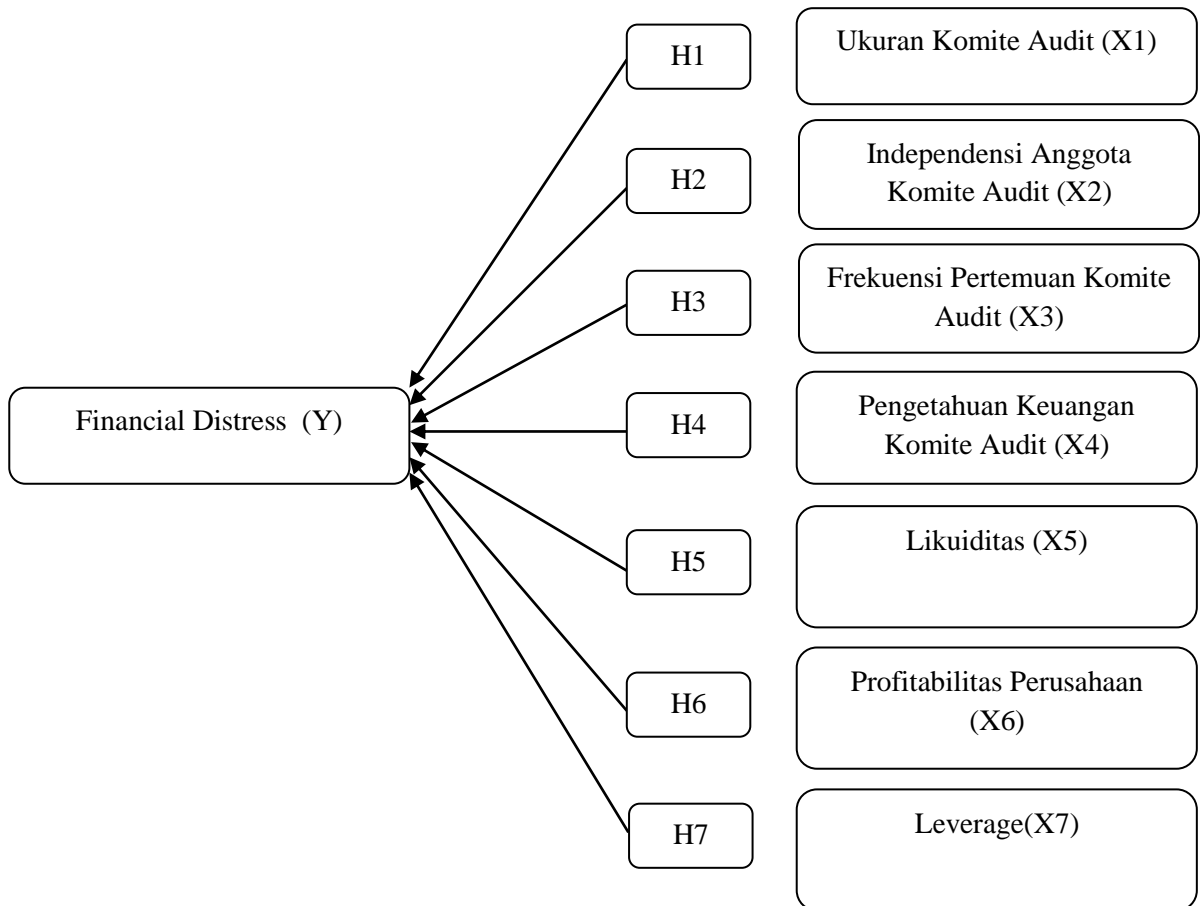 H1
Ukuran Komite Audit (X1)
H2
Independensi Anggota
Komite Audit (X2)
H3
Frekuensi Pertemuan Komite
Audit (X3)
Financial Distress  (Y)
H4
Pengetahuan Keuangan
Komite Audit (X4)
H5
Likuiditas (X5)
H6
Profitabilitas Perusahaan
(X6)
H7
Leverage(X7)